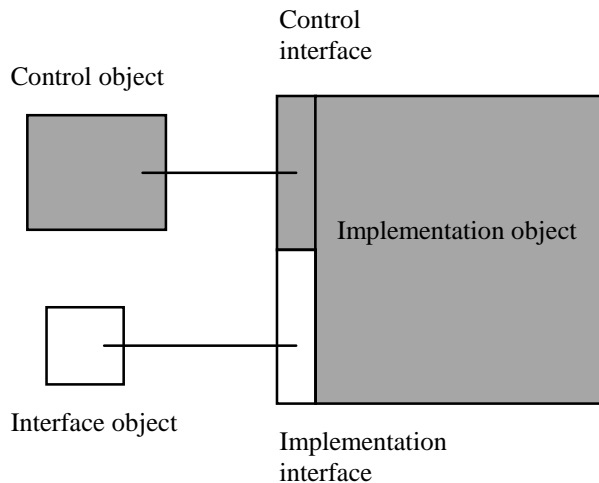 Control
interface
Control object
Implementation object
Interface object
Implementation
interface